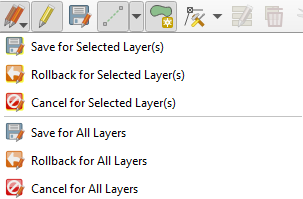 Save for Selected Layer(s)
Rollback for Selected Layer(s)
Cancel for Selected Layer(s)
Save for All Layers
Rollback for All Layers
Cancel for All Layers